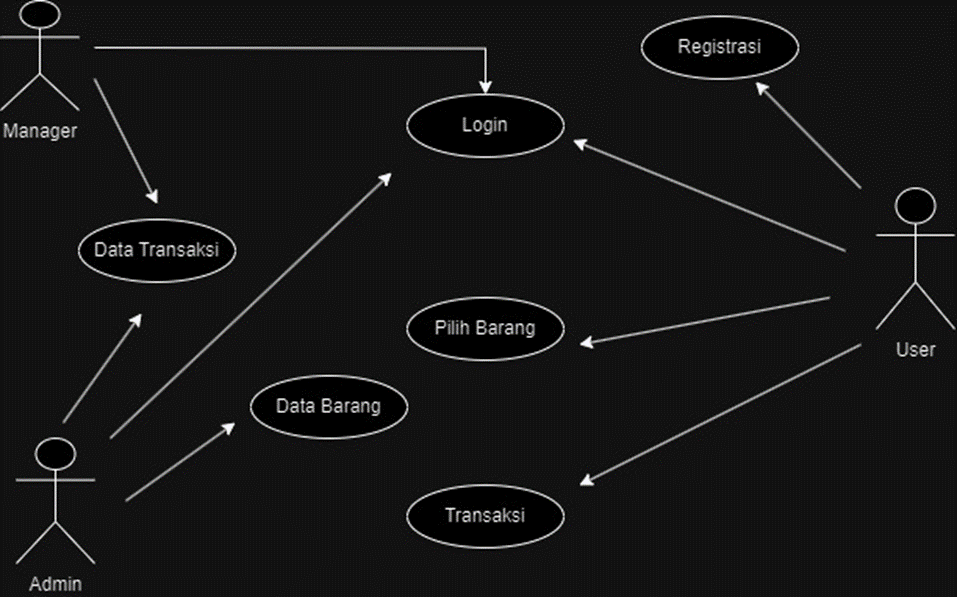 Registrasi
Login
Manager
Data Transaksi
Pilih Barang
User
Data Barang
Transaksi
Admin